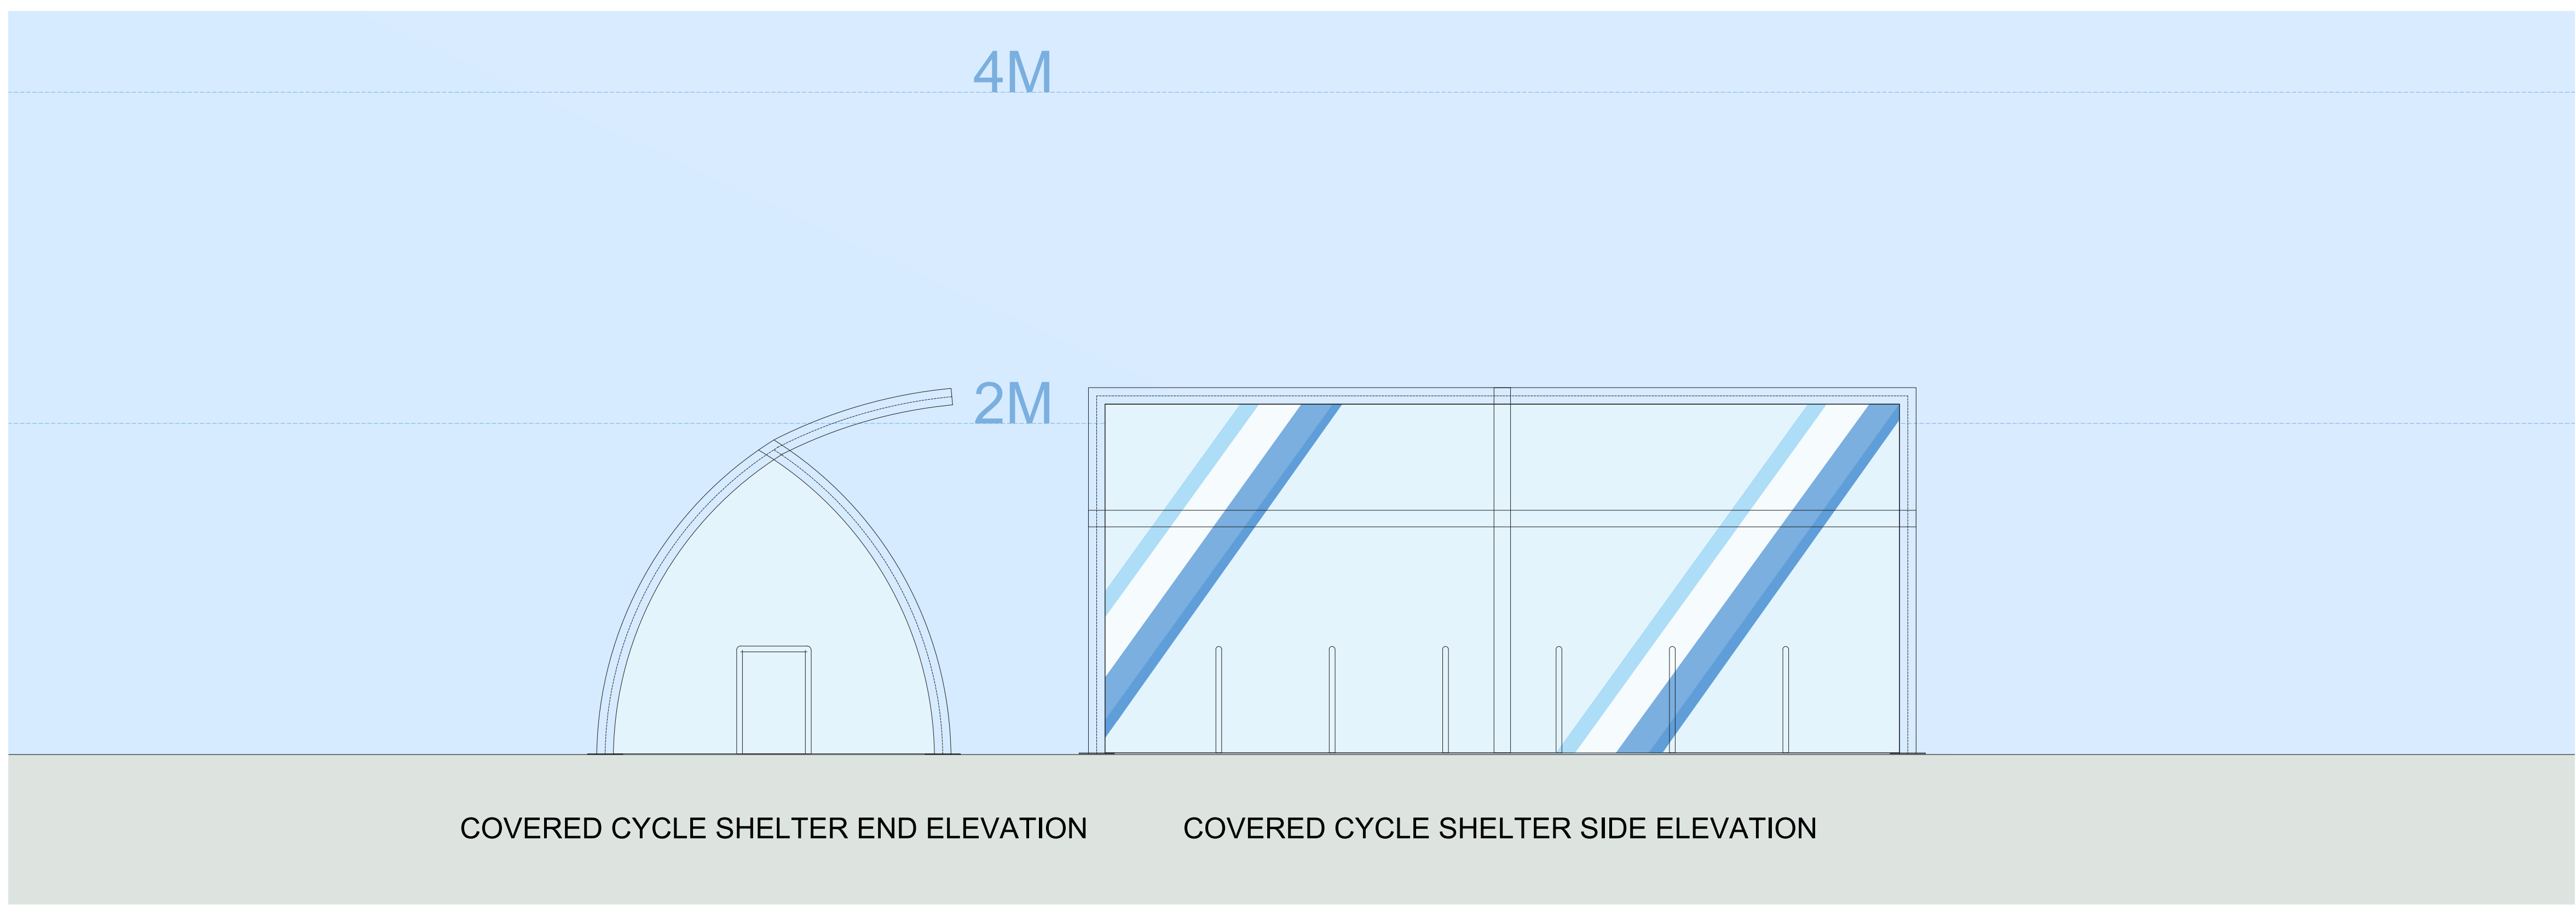 4M
2M
COVERED CYCLE SHELTER END ELEVATION
COVERED CYCLE SHELTER SIDE ELEVATION